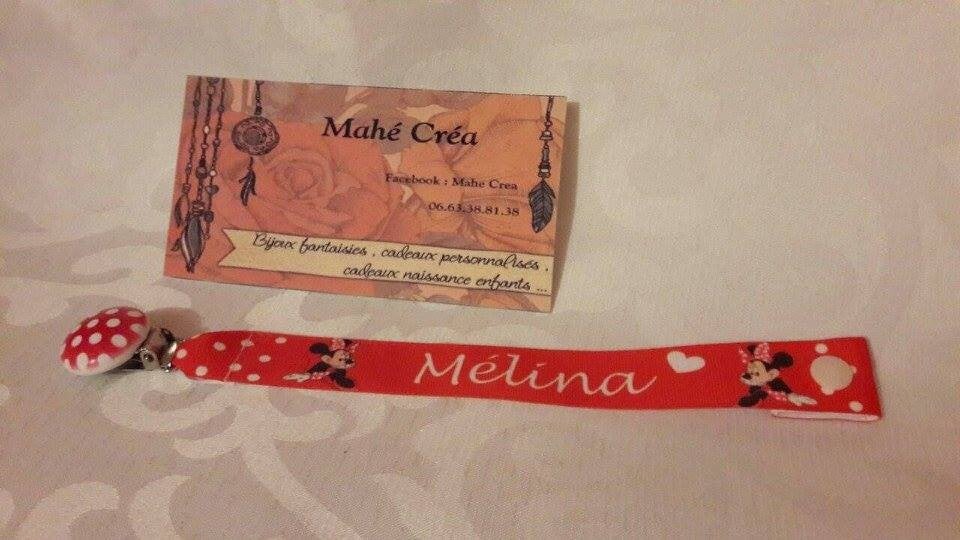 Mahé Créa
Facebook : Mahe Crea
06.63.38.81.38
Bijoux fantaisies , cadeaux personnalisés ,
cadeaux naissance enfants ...
Mélina